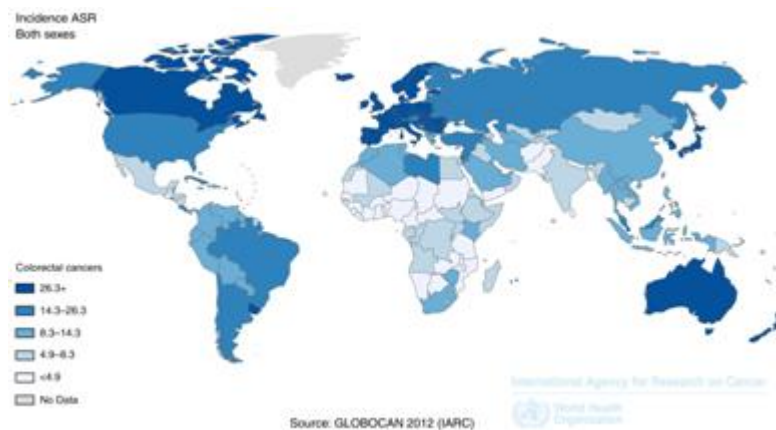 Incidence ASR
Both sexes
Colorectal cancers
26.3+
14.3–26.3
8.3–14.3
4.9–8.3
<4.9
No Data
International Agency for Research on Cancer
World Health
Organization
Source: GLOBOCAN 2012 (IARC)